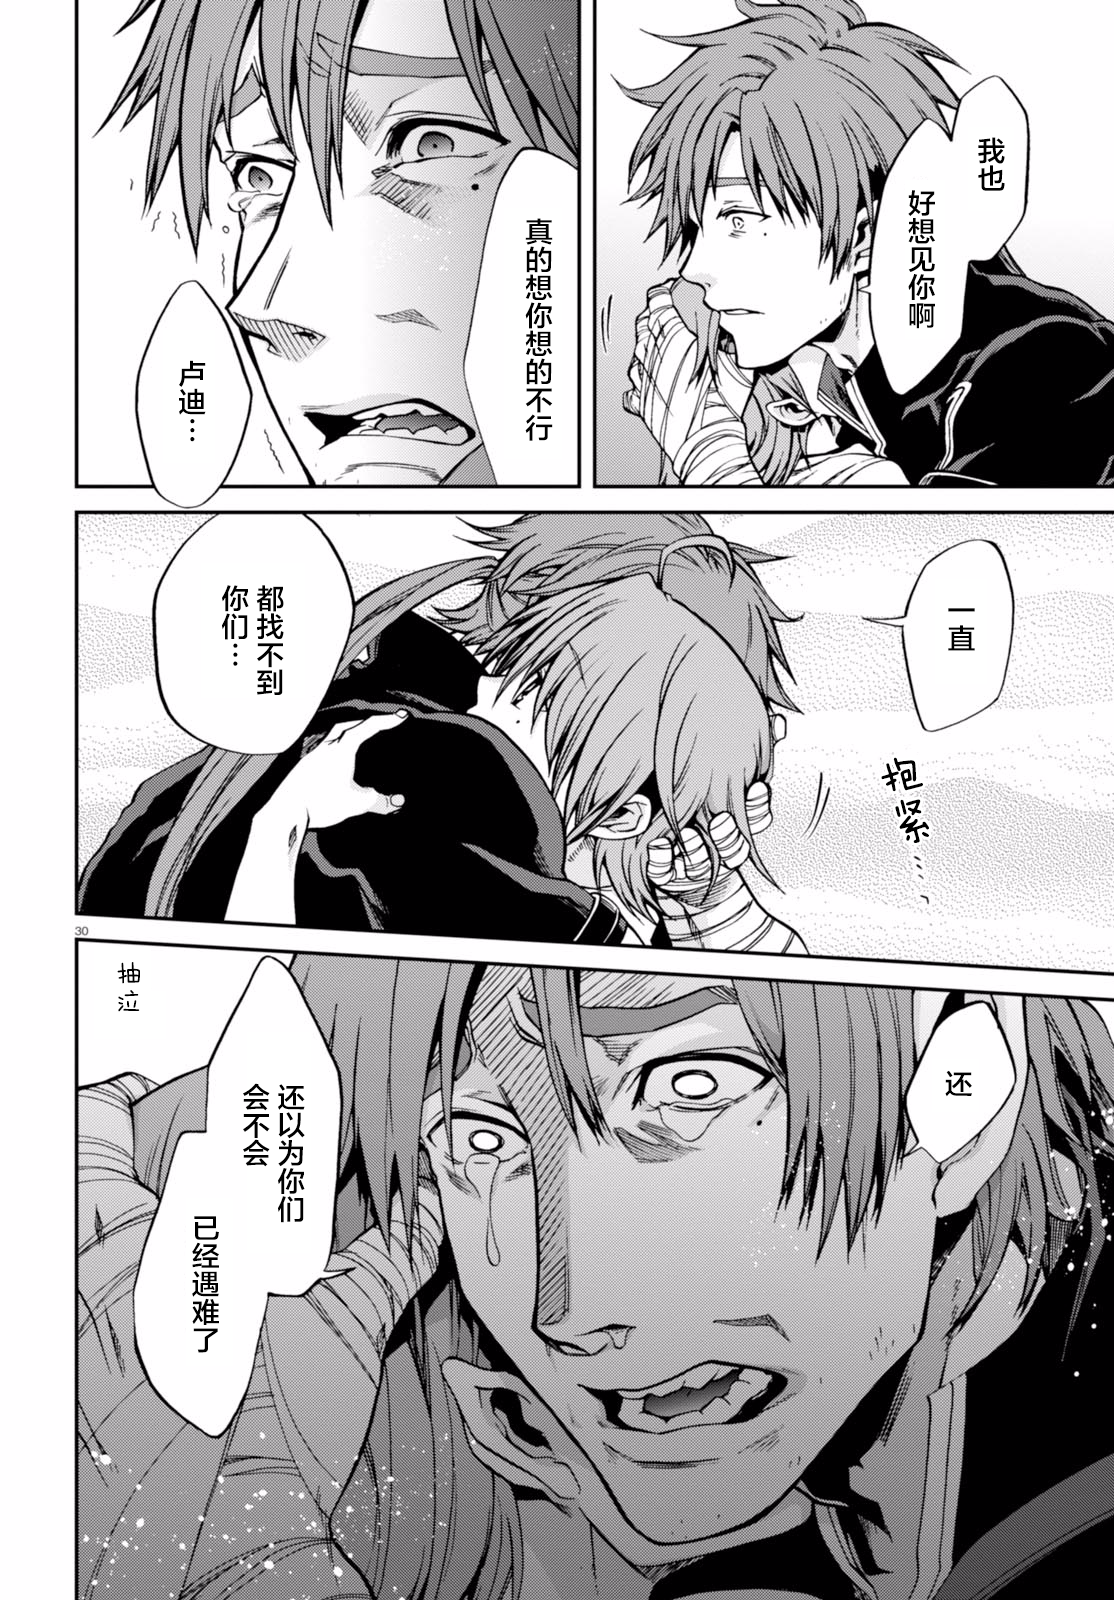 我也
好想见你啊
真的想你想的不行
卢迪…
一直
都找不到
你们…
抱紧……
30
还
还以为你们
会不会
已经遇难了
抽泣